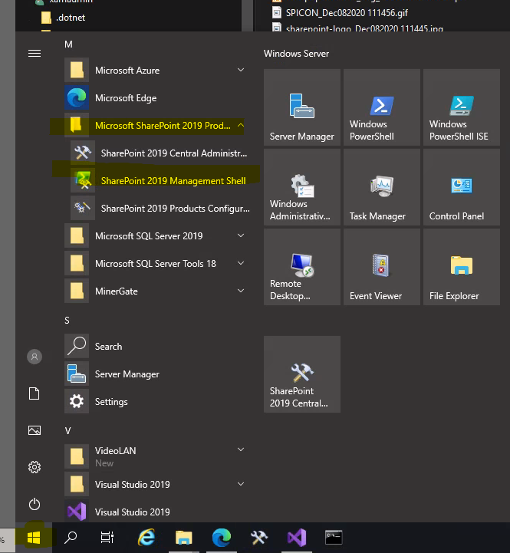 xamadmin
.dotnet
SPICON_Dec082020 111456.gif
sharepoint-logo_Dec082020 111445.jpg
M
Microsoft Azure
Microsoft Edge
Microsoft SharePoint 2019 Prod...
SharePoint 2019 Central Administr...
SharePoint 2019 Management Shell
SharePoint 2019 Products Configur...
Microsoft SQL Server 2019
Microsoft SQL Server Tools 18
MinerGate
S
Search
Server Manager
Settings
V
VideoLAN
New
Visual Studio 2019
Visual Studio 2019
Windows Server
Server Manager
Windows
PowerShell
Windows
PowerShell ISE
Windows
Administrativ...
Task Manager
Control Panel
Remote
Desktop...
Event Viewer
File Explorer
SharePoint
2019 Central...
%